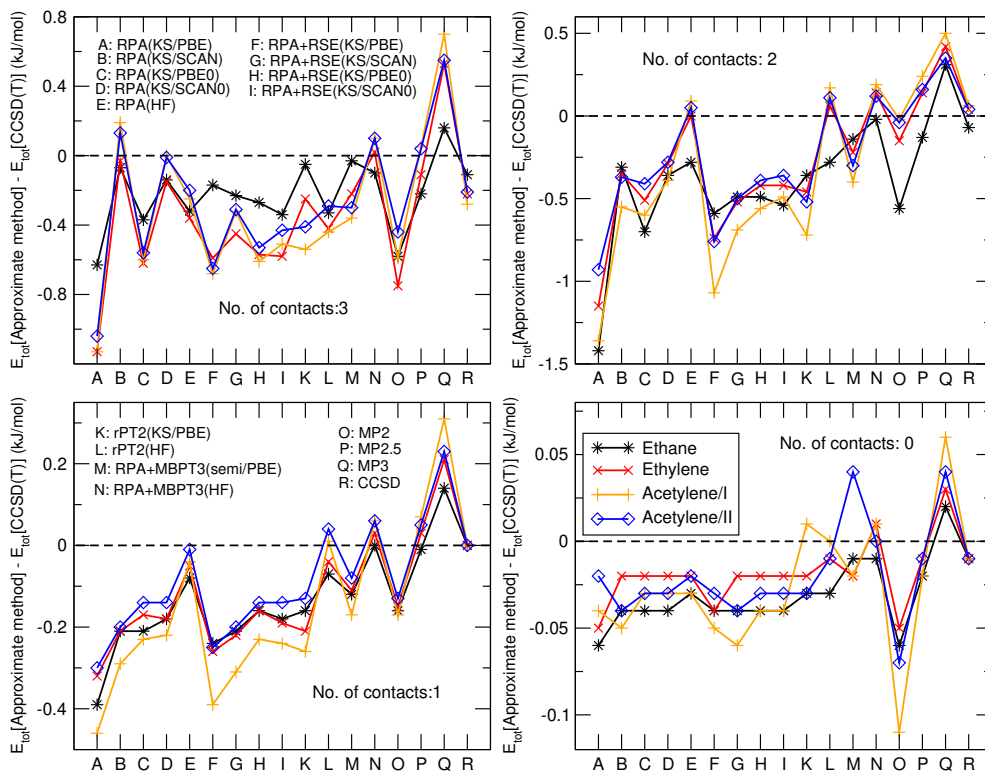 E_tot[Approximate method] - E_tot[CCSD(T)] (kJ/mol)
0.8
0.4
0
-0.4
-0.8
A: RPA(KS/PBE)
B: RPA(KS/SCAN)
C: RPA(KS/PBE0)
D: RPA(KS/SCAN0)
E: RPA(HF)
F: RPA+RSE(KS/PBE)
G: RPA+RSE(KS/SCAN)
H: RPA+RSE(KS/PBE0)
I: RPA+RSE(KS/SCAN0)
No. of contacts:3
A B C D E F G H I K L M N O P Q R
E_tot[Approximate method] - E_tot[CCSD(T)] (kJ/mol)
0.5
0
-0.5
-1
-1.5
No. of contacts: 2
A B C D E F G H I K L M N O P Q R
E_tot[Approximate method] - E_tot[CCSD(T)] (kJ/mol)
0.2
0
-0.2
-0.4
K: rPT2(KS/PBE)
L: rPT2(HF)
M: RPA+MBPT3(semi/PBE)
N: RPA+MBPT3(HF)
O: MP2
P: MP2.5
Q: MP3
R: CCSD
No. of contacts:1
A B C D E F G H I K L M N O P Q R
E_tot[Approximate method] - E_tot[CCSD(T)] (kJ/mol)
0.05
0
-0.05
-0.1
Ethane
Ethylene
Acetylene/I
Acetylene/II
No. of contacts: 0
A B C D E F G H I K L M N O P Q R